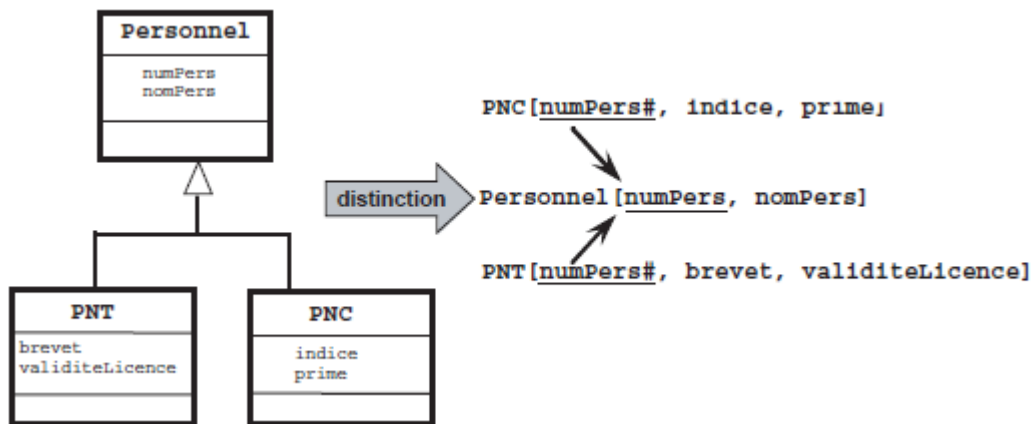 Personnel
numPers
nomPers
PNT
brevet
validiteLicence
PNC
indice
prime
distinction
PNC[numPers#, indice, prime]
Personnel[numPers, nomPers]
PNT[numPers#, brevet, validiteLicence]